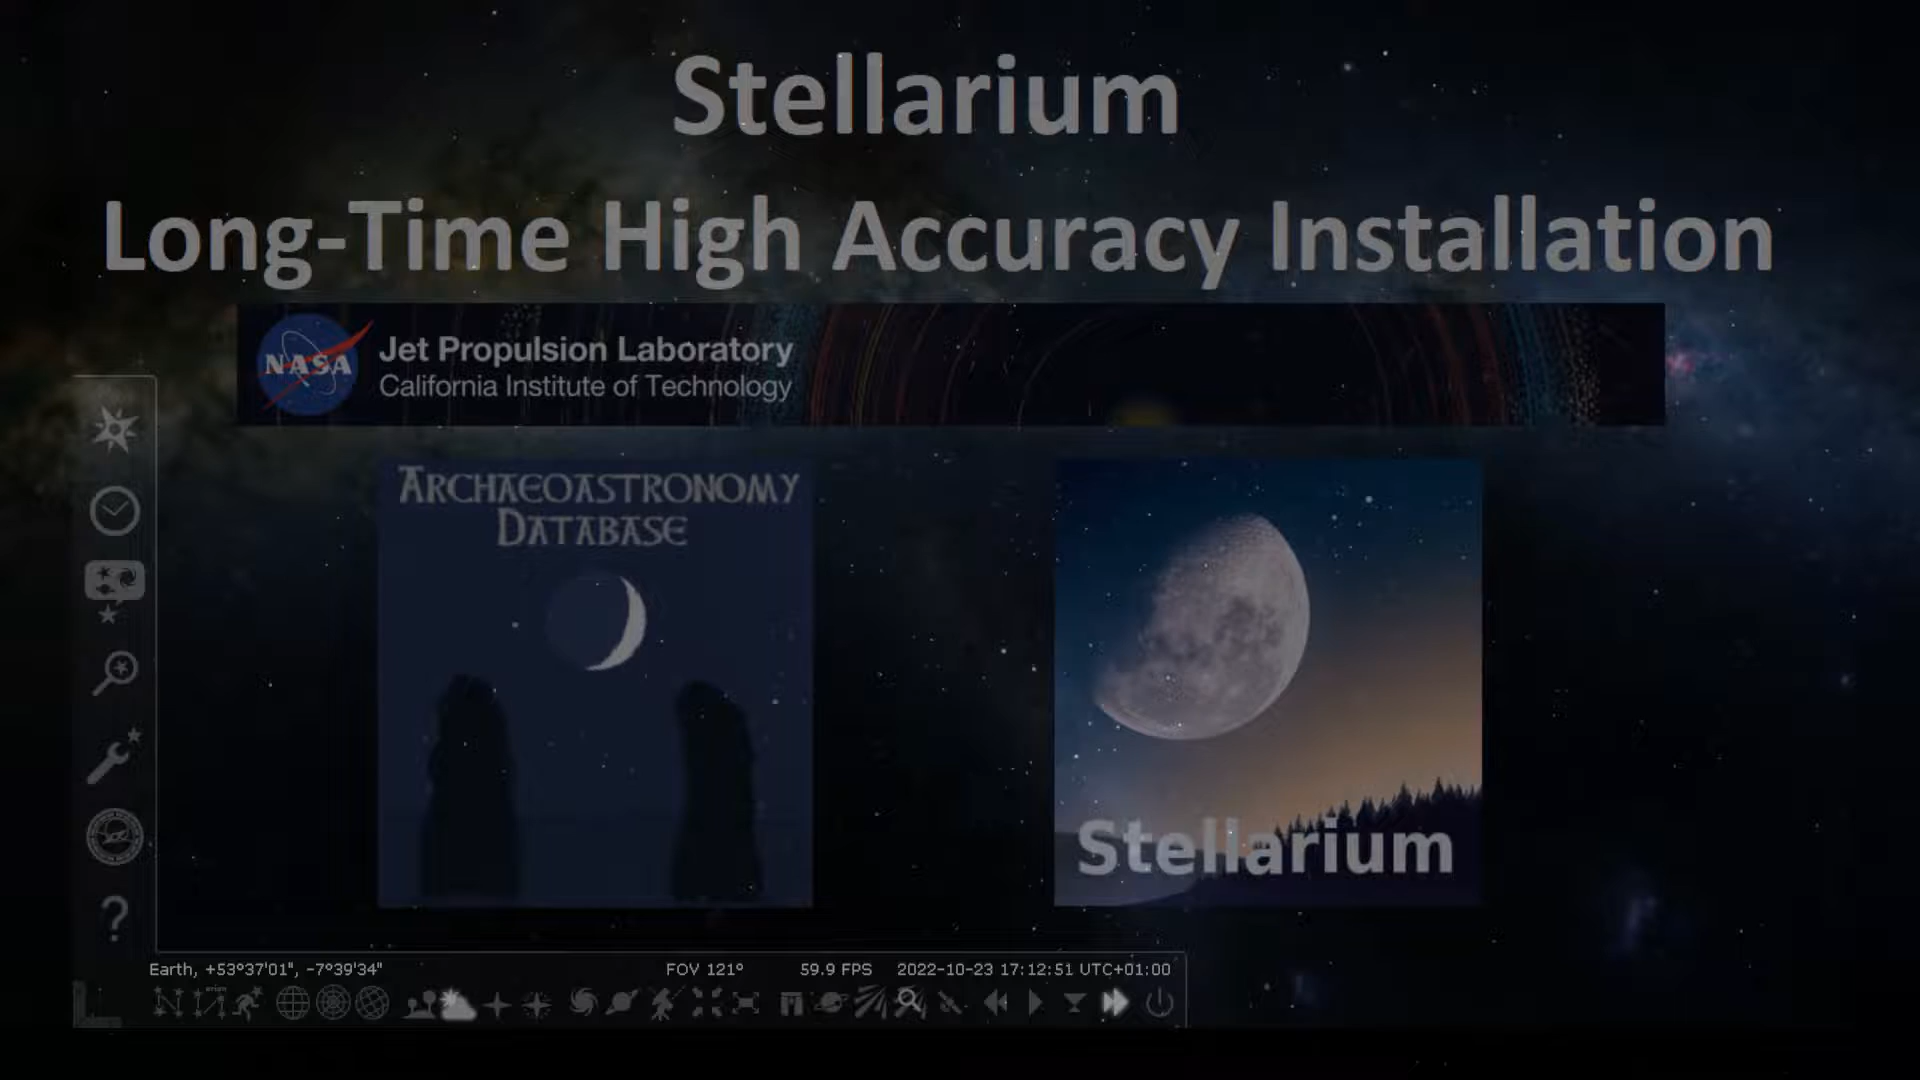 Stellarium
Long-Time High Accuracy Installation
NASA
Jet Propulsion Laboratory
California Institute of Technology
ARCHAEOASTRONOMY
DATABASE
Stellarium
Earth, +53°37'01", -7°39'34"
FOV 121°
59.9 FPS
2022-10-23 17:12:51 UTC+01:00